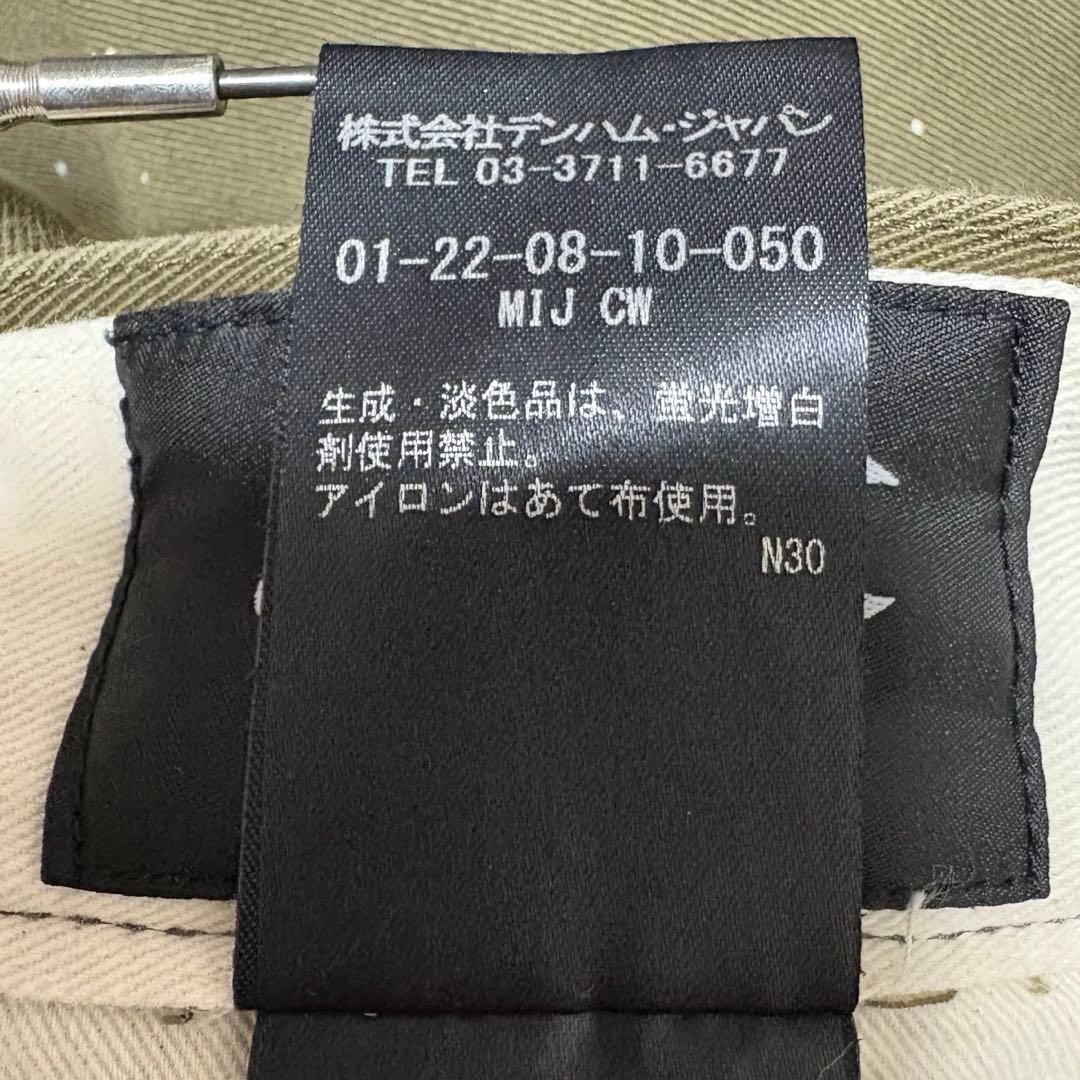 株式会社デンハム・ジャパン
TEL 03-3711-6677
01-22-08-10-050
MIJ CW
生成・淡色品は、蛍光増白
剤使用禁止。
アイロンはあて布使用。
N30